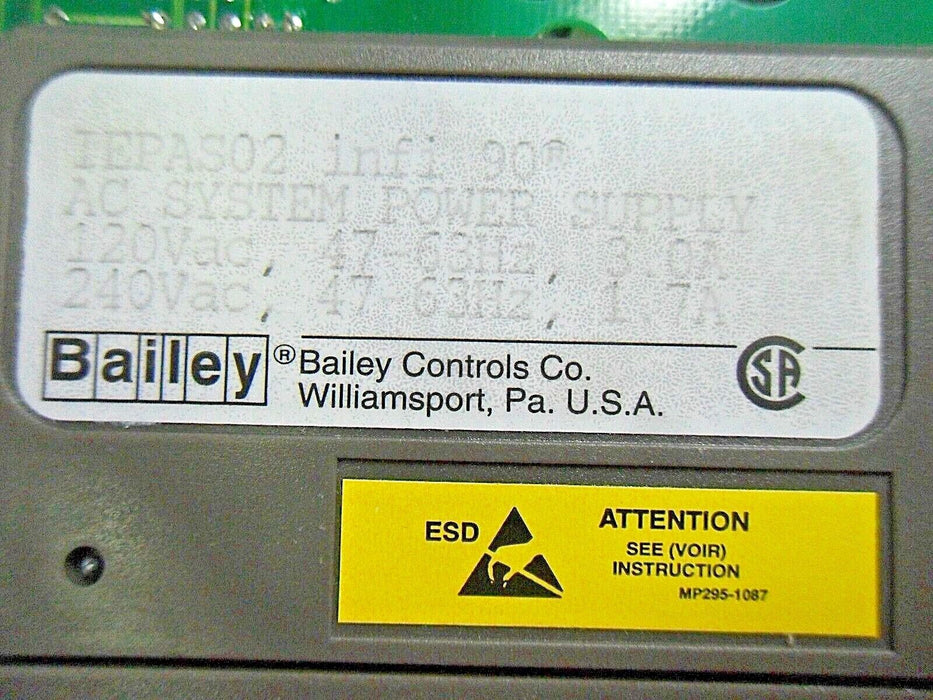 IEPAS02 infi 90®
AC SYSTEM POWER SUPPLY
120Vac, 47-63Hz, 3.0A
240Vac, 47-63Hz, 1.7A
Bailey® Bailey Controls Co.
Williamsport, Pa. U.S.A.
CSA
ESD
ATTENTION
SEE (VOIR)
INSTRUCTION
MP295-1087